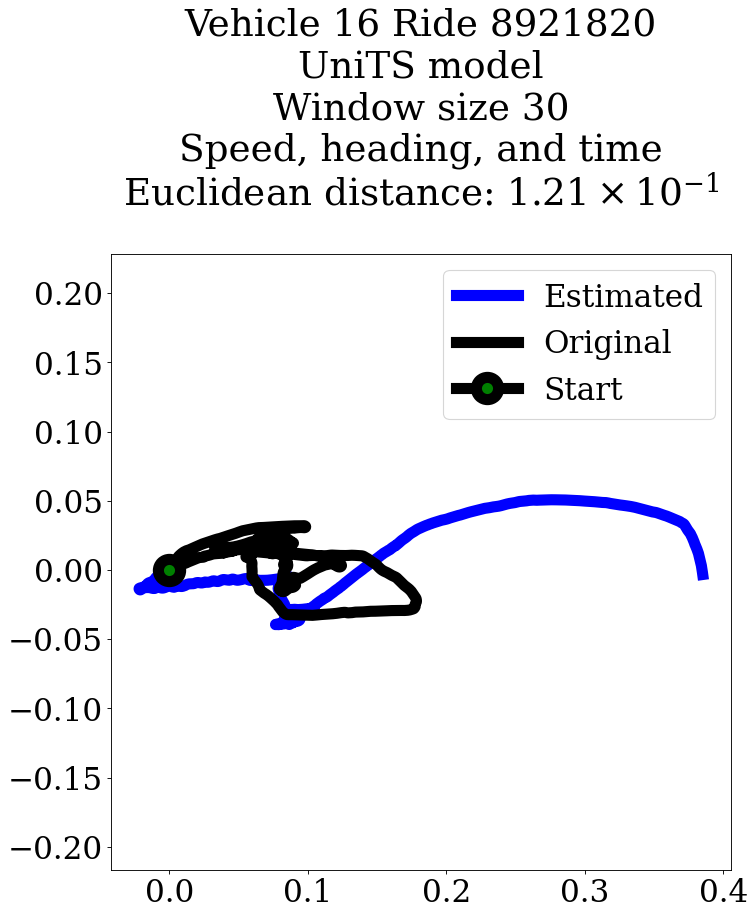 Vehicle 16 Ride 8921820
UniTS model
Window size 30
Speed, heading, and time
Euclidean distance: 1.21 × 10⁻¹
Estimated
Original
Start
0.20
0.15
0.10
0.05
0.00
−0.05
−0.10
−0.15
−0.20
0.0 0.1 0.2 0.3 0.4